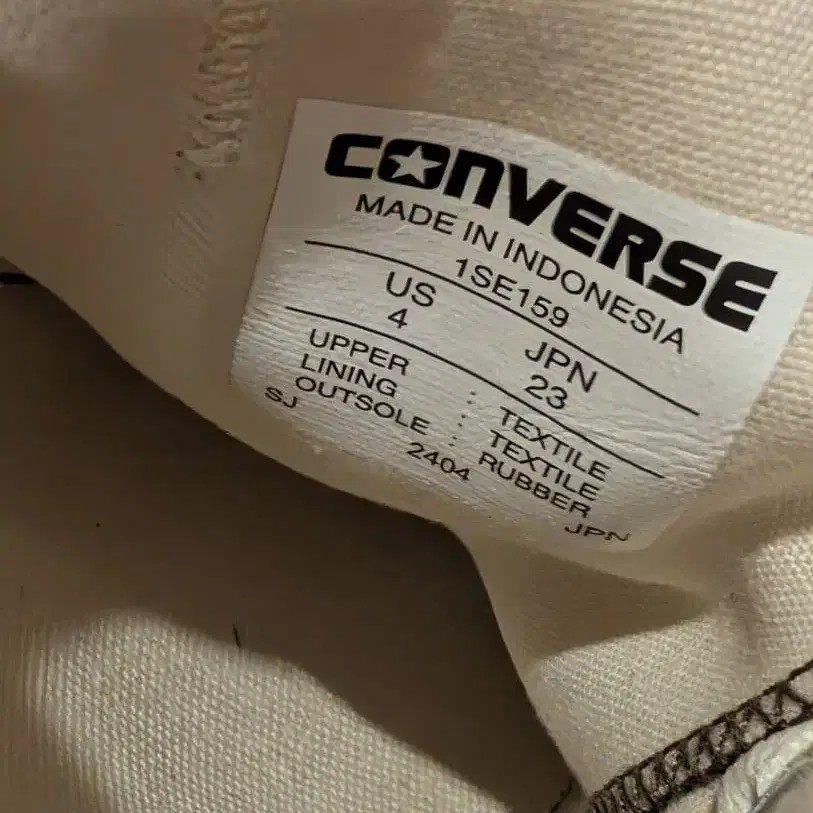 CONVERSE
MADE IN INDONESIA
1SE159
US JPN
4 23
UPPER : TEXTILE
LINING : TEXTILE
OUTSOLE : RUBBER
SJ 2404 JPN